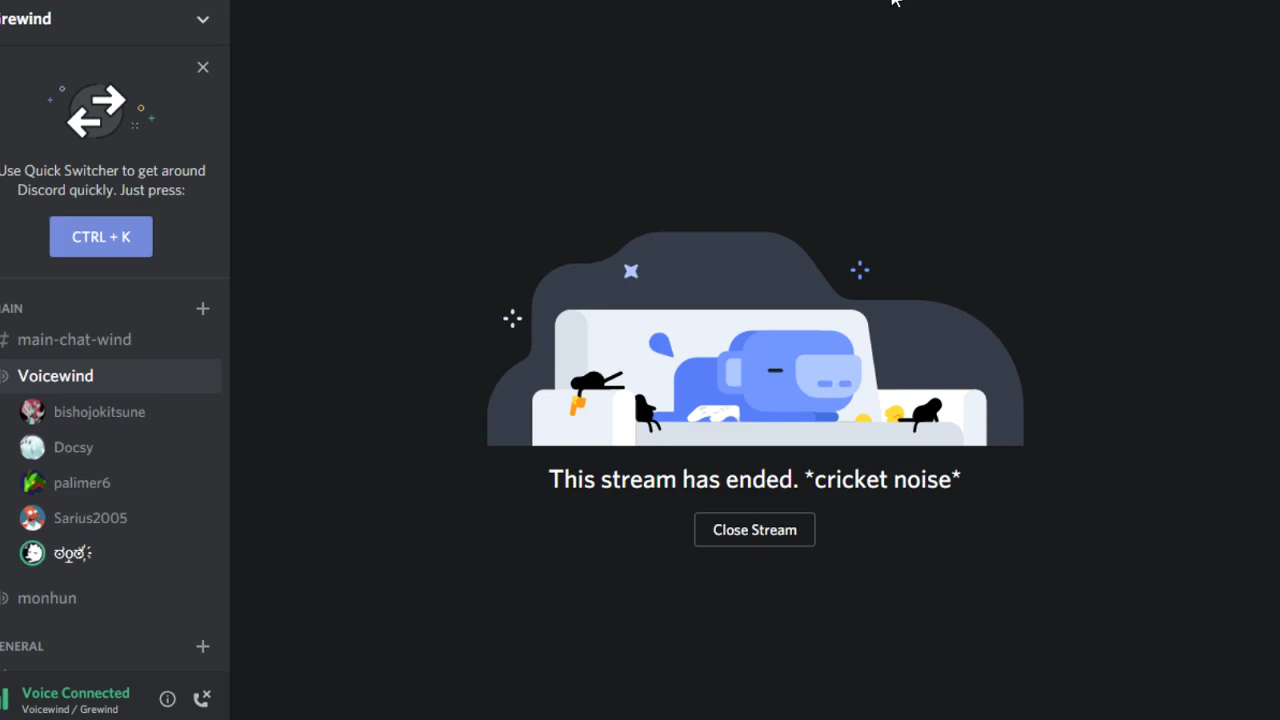 rewind
Use Quick Switcher to get around
Discord quickly. Just press:
CTRL + K
AIN
main-chat-wind
Voicewind
bishojokitsune
Docsy
palimer6
Sarius2005
monhun
ENERAL
Voice Connected
Voicewind / Grewind
This stream has ended. *cricket noise*
Close Stream